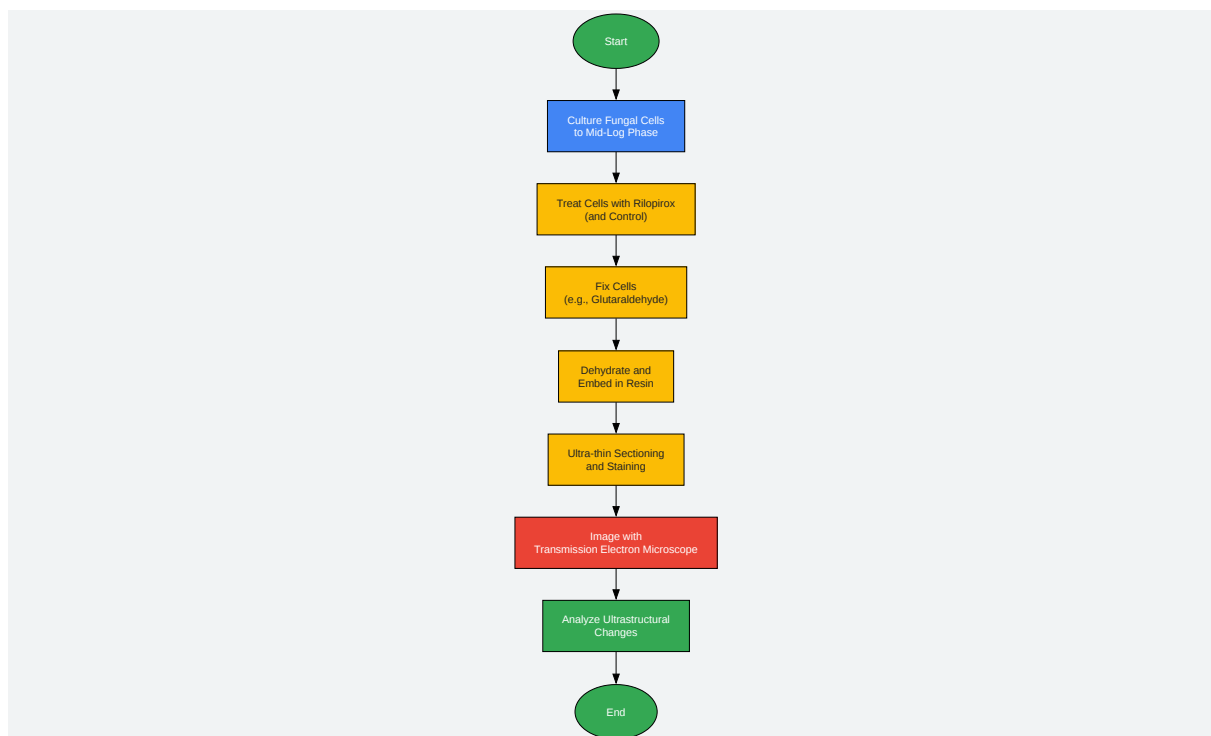 Start
Culture Fungal Cells
to Mid-Log Phase
Treat Cells with Rilopirox
(and Control)
Fix Cells
(e.g., Glutaraldehyde)
Dehydrate and
Embed in Resin
Ultra-thin Sectioning
and Staining
Image with
Transmission Electron Microscope
Analyze Ultrastructural
Changes
End